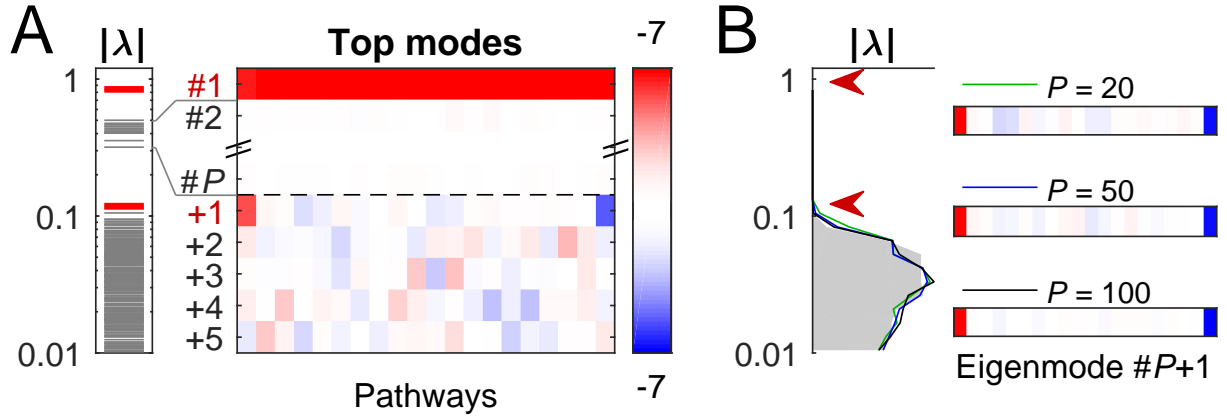 A
|λ|
1
0.1
0.01
Top modes
#1
#2
#P
+1
+2
+3
+4
+5
Pathways
-7
-7
B
|λ|
1
0.1
0.01
P = 20
P = 50
P = 100
Eigenmode #P+1